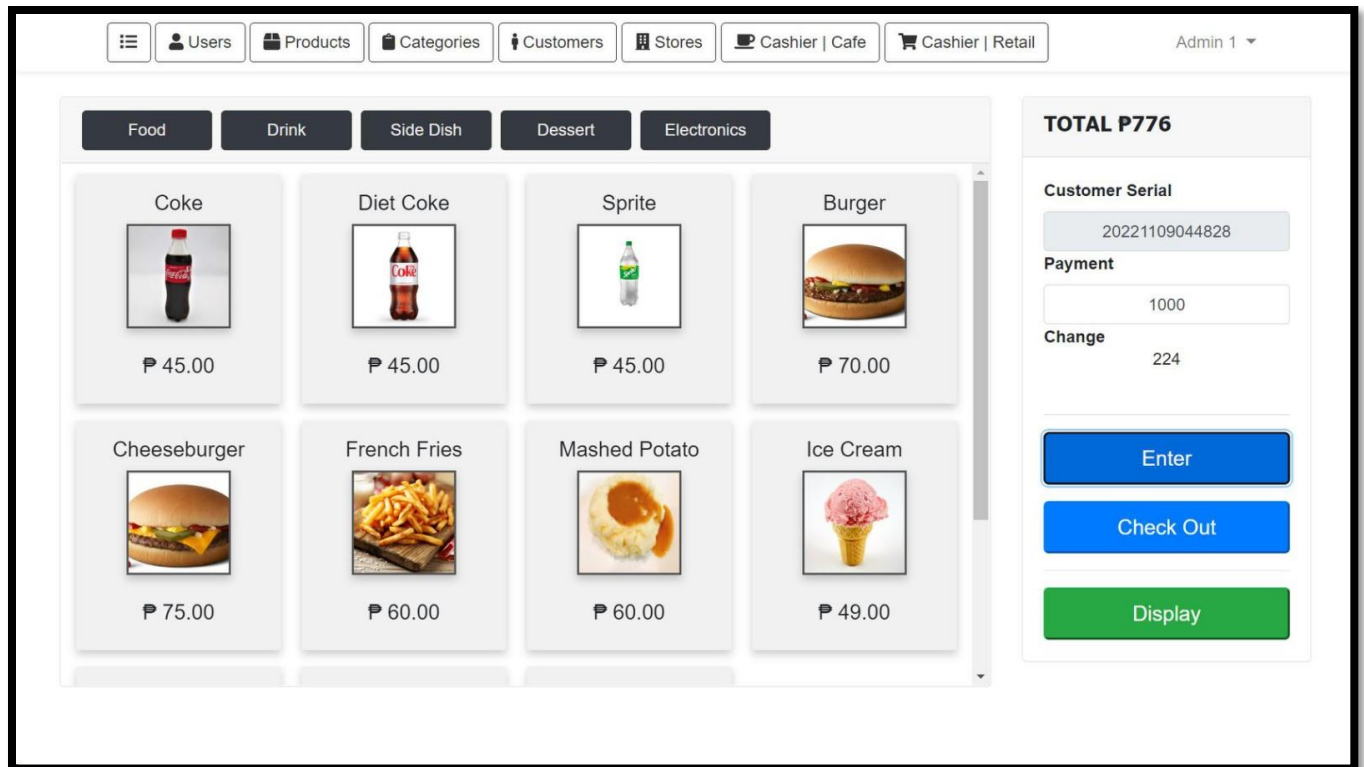 Users Products Categories Customers Stores Cashier | Cafe Cashier | Retail Admin 1
Food Drink Side Dish Dessert Electronics
Coke Diet Coke Sprite Burger
Coke
₱ 45.00 ₱ 45.00 ₱ 45.00 ₱ 70.00
Cheeseburger French Fries Mashed Potato Ice Cream
₱ 75.00 ₱ 60.00 ₱ 60.00 ₱ 49.00
TOTAL ₱776
Customer Serial
20221109044828
Payment
1000
Change
224
Enter
Check Out
Display